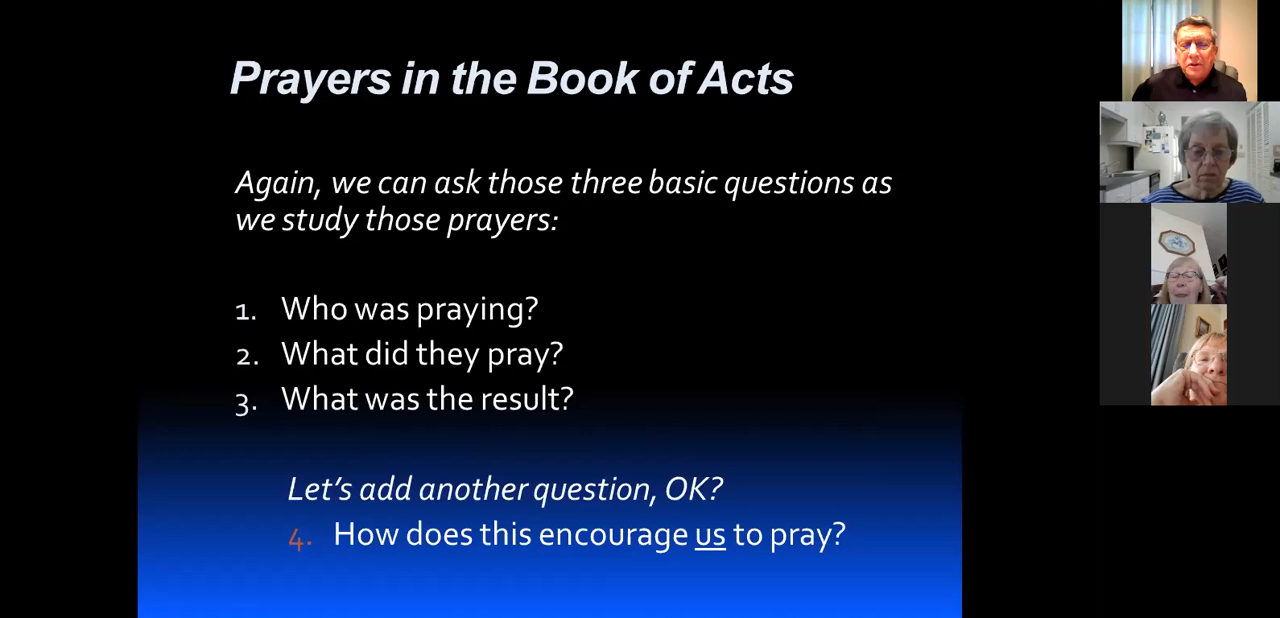 Prayers in the Book of Acts
Again, we can ask those three basic questions as
we study those prayers:
1. Who was praying?
2. What did they pray?
3. What was the result?
Let's add another question, OK?
4. How does this encourage us to pray?